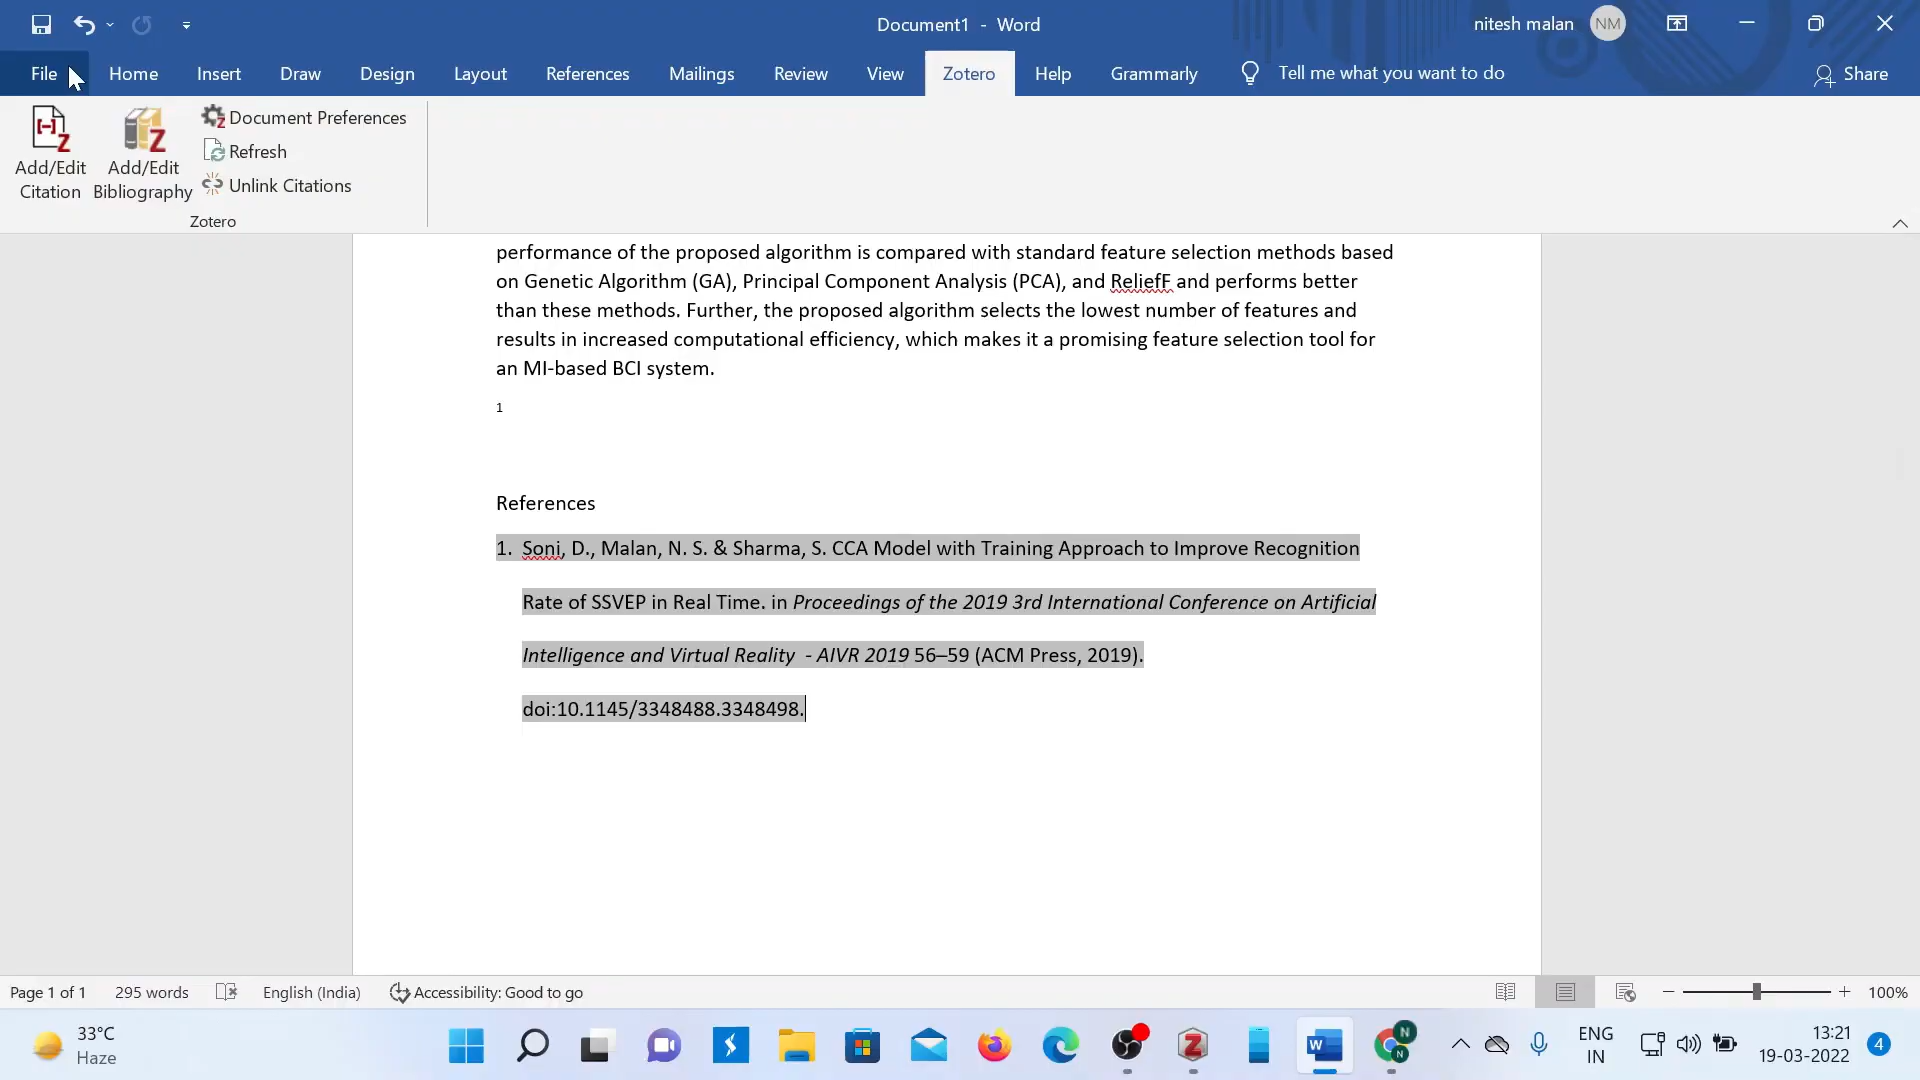 Document1 - Word
nitesh malan NM
File Home Insert Draw Design Layout References Mailings Review View Zotero Help Grammarly Tell me what you want to do Share
Document Preferences
Refresh
Unlink Citations
Add/Edit Citation
Add/Edit Bibliography
Zotero
performance of the proposed algorithm is compared with standard feature selection methods based
on Genetic Algorithm (GA), Principal Component Analysis (PCA), and ReliefF and performs better
than these methods. Further, the proposed algorithm selects the lowest number of features and
results in increased computational efficiency, which makes it a promising feature selection tool for
an MI-based BCI system.
1
References
1. Soni, D., Malan, N. S. & Sharma, S. CCA Model with Training Approach to Improve Recognition
Rate of SSVEP in Real Time. in Proceedings of the 2019 3rd International Conference on Artificial
Intelligence and Virtual Reality - AIVR 2019 56–59 (ACM Press, 2019).
doi:10.1145/3348488.3348498.
Page 1 of 1 295 words English (India) Accessibility: Good to go 100%
33°C
Haze
ENG
IN
13:21
19-03-2022
4